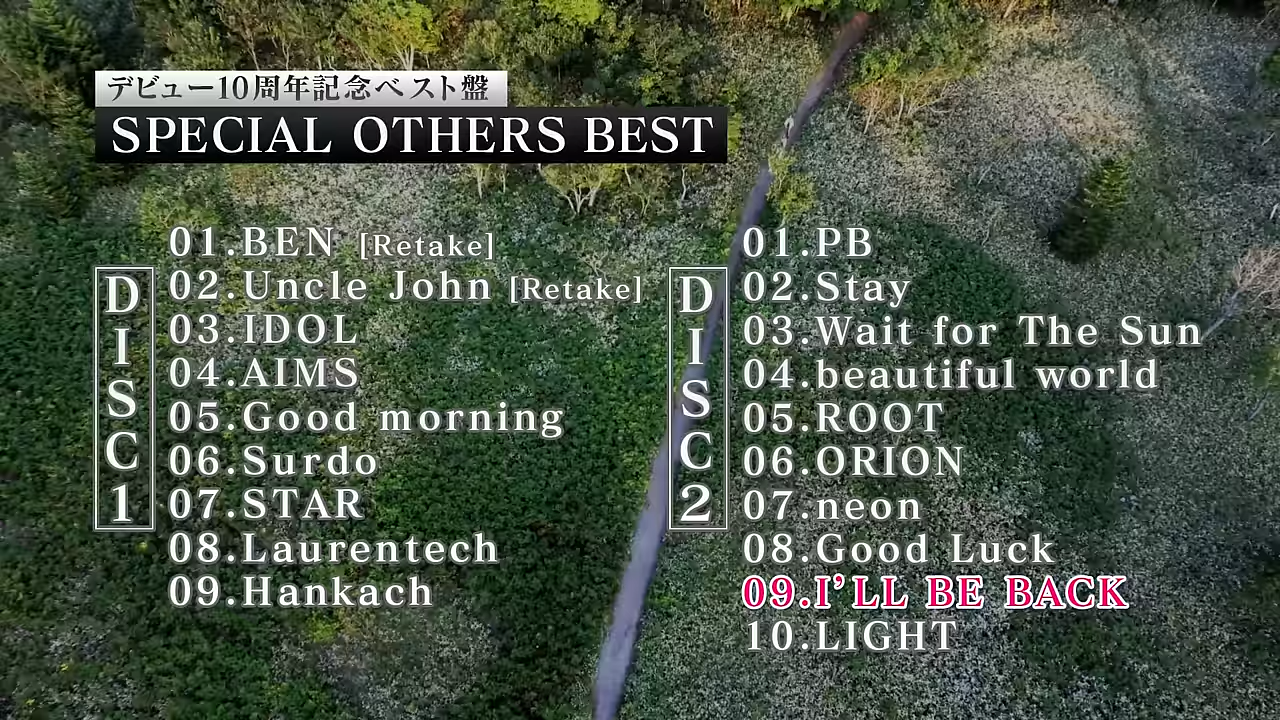 デビュー10周年記念ベスト盤
SPECIAL OTHERS BEST
DISC1
01.BEN [Retake]
02.Uncle John [Retake]
03.IDOL
04.AIMS
05.Good morning
06.Surdo
07.STAR
08.Laurentech
09.Hankach
DISC2
01.PB
02.Stay
03.Wait for The Sun
04.beautiful world
05.ROOT
06.ORION
07.neon
08.Good Luck
09.I'LL BE BACK
10.LIGHT